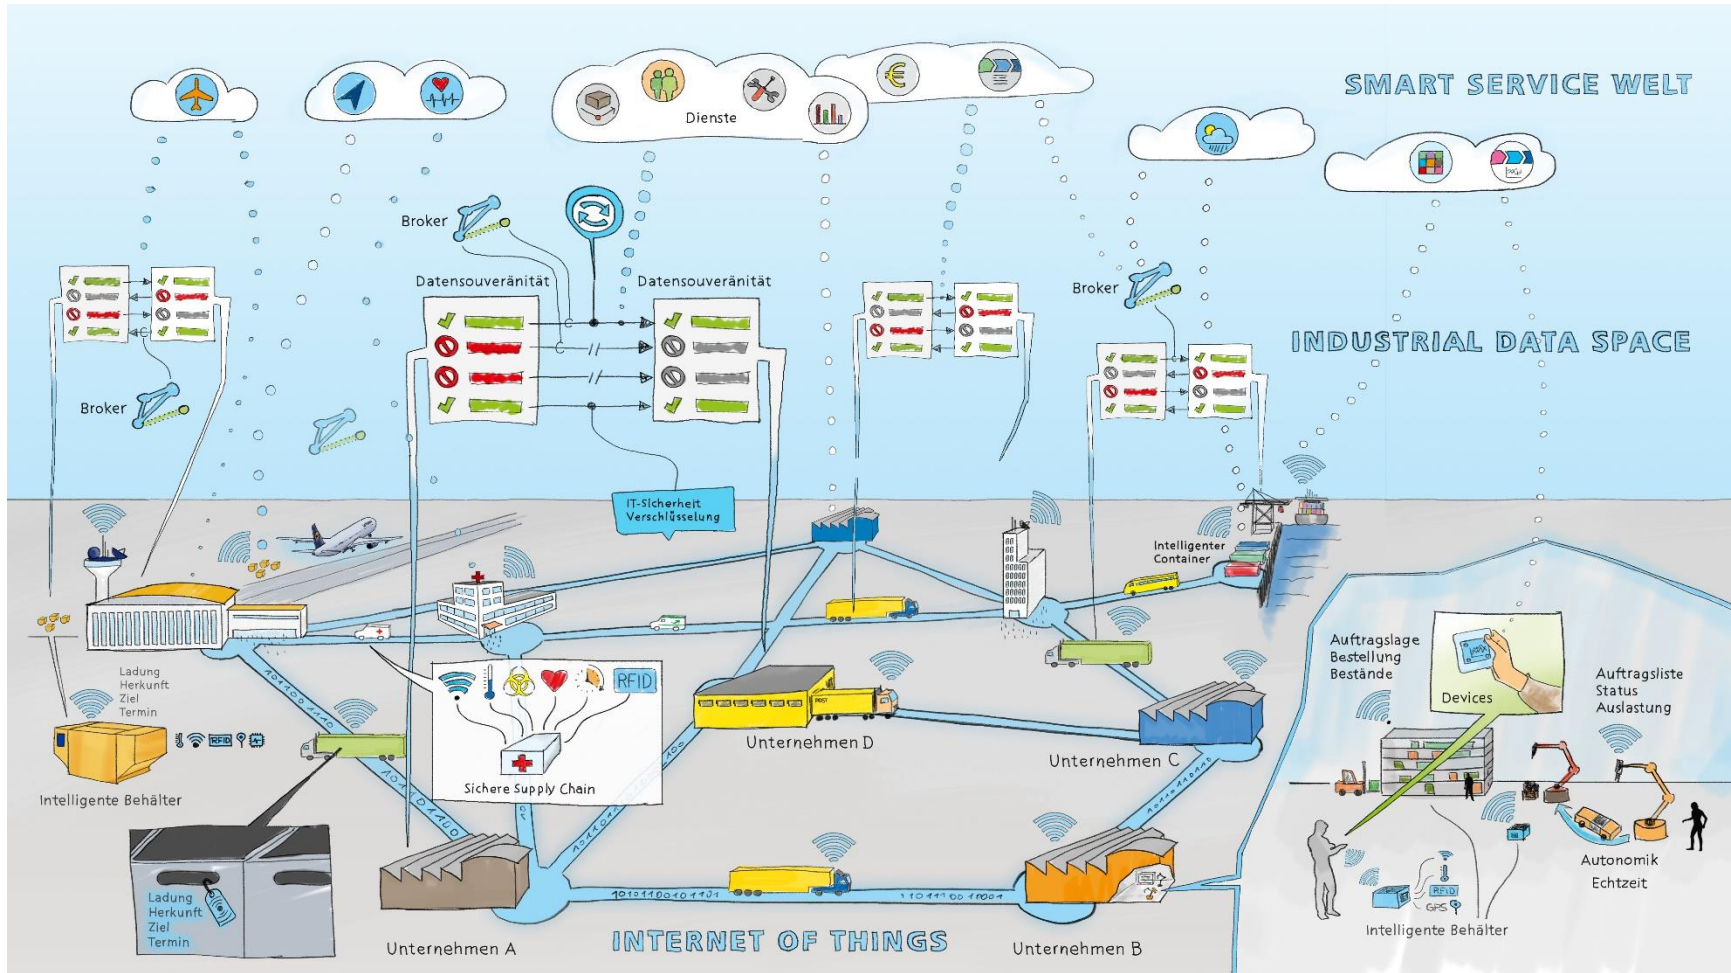 SMART SERVICE WELT
Dienste
Broker
Datensouveränität
Datensouveränität
Broker
INDUSTRIAL DATA SPACE
Broker
IT-Sicherheit
Verschlüsselung
Intelligenter
Container
Ladung
Herkunft
Ziel
Termin
RFID
Intelligente Behälter
RFID
Sichere Supply Chain
POST
Unternehmen D
Unternehmen C
Auftragslage
Bestellung
Bestände
Devices
Auftragsliste
Status
Auslastung
Autonomik
Echtzeit
Ladung
Herkunft
Ziel
Termin
Unternehmen A
INTERNET OF THINGS
Unternehmen B
RFID
GPS
Intelligente Behälter